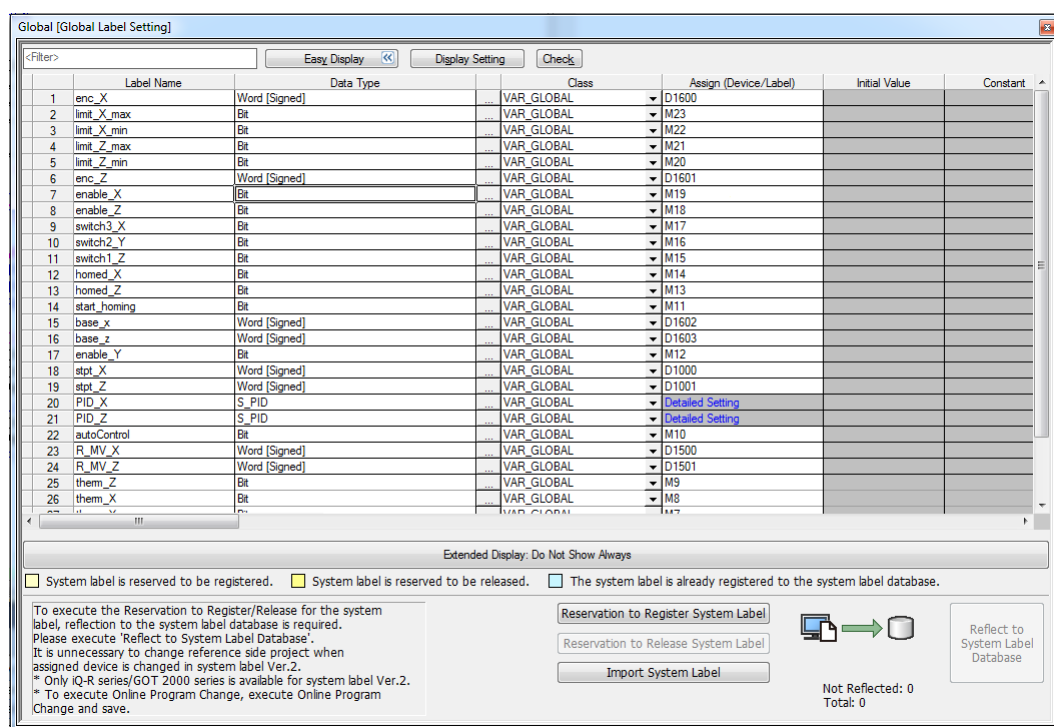 Global [Global Label Setting]
<Filter> Easy Display Display Setting Check
Label Name Data Type Class Assign (Device/Label) Initial Value Constant
1 enc_X Word [Signed] ... VAR_GLOBAL D1600
2 limit_X_max Bit ... VAR_GLOBAL M23
3 limit_X_min Bit ... VAR_GLOBAL M22
4 limit_Z_max Bit ... VAR_GLOBAL M21
5 limit_Z_min Bit ... VAR_GLOBAL M20
6 enc_Z Word [Signed] ... VAR_GLOBAL D1601
7 enable_X Bit ... VAR_GLOBAL M19
8 enable_Z Bit ... VAR_GLOBAL M18
9 switch3_X Bit ... VAR_GLOBAL M17
10 switch2_Y Bit ... VAR_GLOBAL M16
11 switch1_Z Bit ... VAR_GLOBAL M15
12 homed_X Bit ... VAR_GLOBAL M14
13 homed_Z Bit ... VAR_GLOBAL M13
14 start_homing Bit ... VAR_GLOBAL M11
15 base_x Word [Signed] ... VAR_GLOBAL D1602
16 base_z Word [Signed] ... VAR_GLOBAL D1603
17 enable_Y Bit ... VAR_GLOBAL M12
18 stpt_X Word [Signed] ... VAR_GLOBAL D1000
19 stpt_Z Word [Signed] ... VAR_GLOBAL D1001
20 PID_X S_PID ... VAR_GLOBAL Detailed Setting
21 PID_Z S_PID ... VAR_GLOBAL Detailed Setting
22 autoControl Bit ... VAR_GLOBAL M10
23 R_MV_X Word [Signed] ... VAR_GLOBAL D1500
24 R_MV_Z Word [Signed] ... VAR_GLOBAL D1501
25 therm_Z Bit ... VAR_GLOBAL M9
26 therm_X Bit ... VAR_GLOBAL M8
Extended Display: Do Not Show Always
System label is reserved to be registered. System label is reserved to be released. The system label is already registered to the system label database.
To execute the Reservation to Register/Release for the system
label, reflection to the system label database is required.
Please execute 'Reflect to System Label Database'.
It is unnecessary to change reference side project when
assigned device is changed in system label Ver.2.
* Only iQ-R series/GOT 2000 series is available for system label Ver.2.
* To execute Online Program Change, execute Online Program
Change and save.
Reservation to Register System Label
Reservation to Release System Label
Import System Label
Not Reflected: 0
Total: 0
Reflect to
System Label
Database